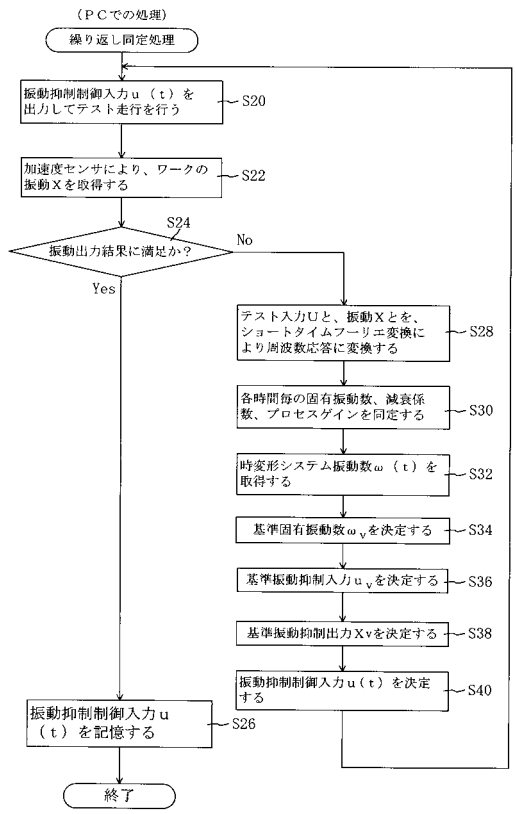 （ＰＣでの処理）
繰り返し同定処理
振動抑制制御入力ｕ（ｔ）を
出力してテスト走行を行う
S20
加速度センサにより、ワークの
振動Ｘを取得する
S22
S24
振動出力結果に満足か？
No
Yes
テスト入力Ｕと、振動Ｘとを、
ショートタイムフーリエ変換に
より周波数応答に変換する
S28
各時間毎の固有振動数、減衰係
数、プロセスゲインを同定する
S30
時変形システム振動数ω（ｔ）を
取得する
S32
基準固有振動数ωvを決定する
S34
基準振動抑制入力uvを決定する
S36
基準振動抑制出力Xvを決定する
S38
振動抑制制御入力u(t)を決定
する
S40
振動抑制制御入力ｕ
（ｔ）を記憶する
S26
終了